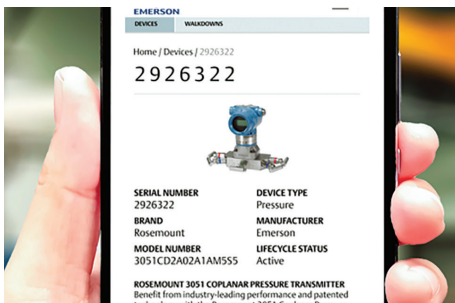 EMERSON
DEVICES WALKDOWNS
Home / Devices / 2926322
2926322
SERIAL NUMBER DEVICE TYPE
2926322 Pressure
BRAND MANUFACTURER
Rosemount Emerson
MODEL NUMBER LIFECYCLE STATUS
3051CD2A02A1AM5S5 Active
ROSEMOUNT 3051 COPLANAR PRESSURE TRANSMITTER
Benefit from industry-leading performance and patented